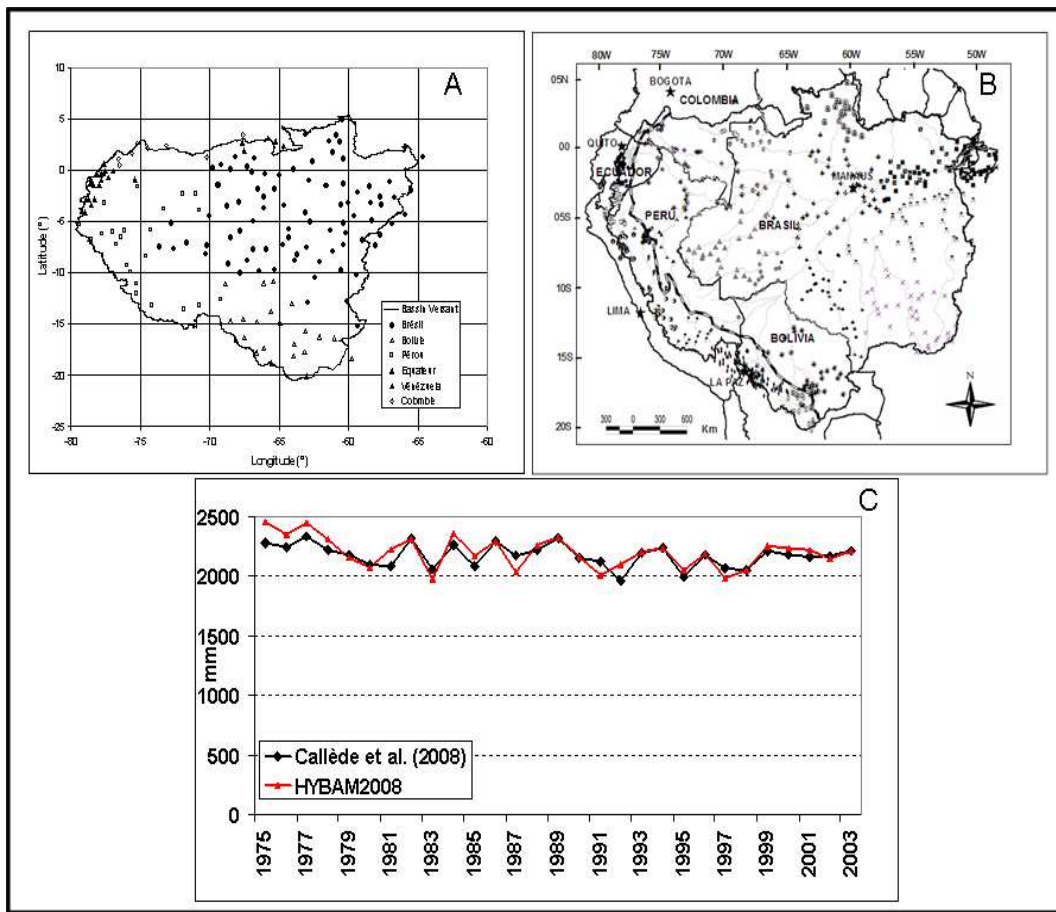 A
10
5
0
-5
-10
-15
-20
-25
Latitude (°)
-80 -75 -70 -65 -60 -65 -60
Longitude (°)
Bassin Versant
Brésil
Bolivie
Pérou
Equateur
Vénézuela
Colombie
B
80W 75W 70W 65W 60W 55W 50W
05N
00
05S
10S
15S
20S
BOGOTA
COLOMBIA
QUITO
ECUADOR
MANAUS
PERÚ
BRASIL
LIMA
BOLIVIA
LA PAZ
N
300 0 300 600
Km
C
2500
2000
1500
1000
500
0
mm
Callède et al. (2008)
HYBAM2008
1975 1977 1979 1981 1983 1985 1987 1989 1991 1993 1995 1997 1999 2001 2003